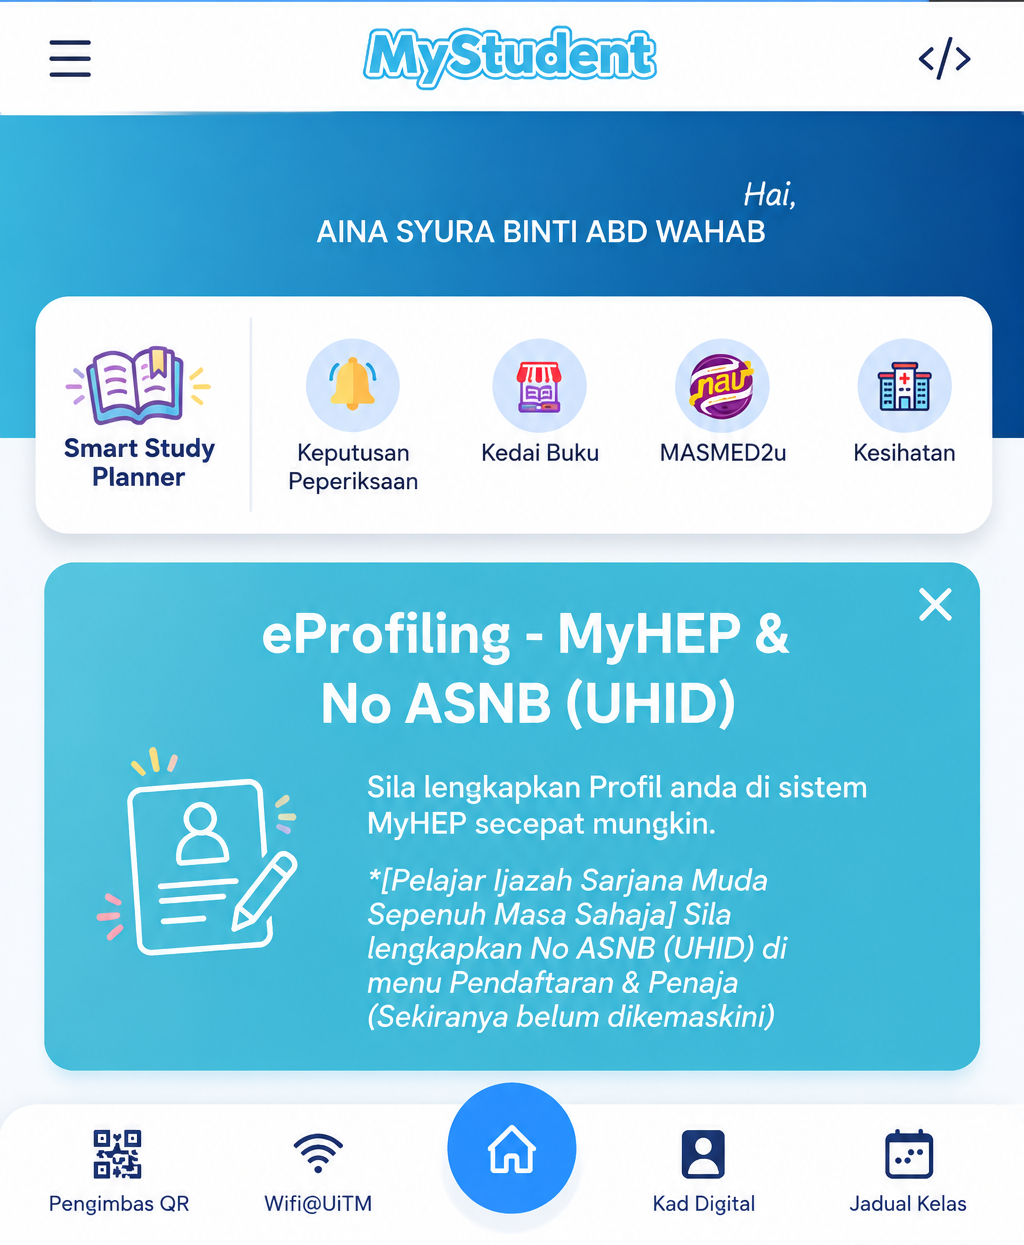 MyStudent
Hai,
AINA SYURA BINTI ABD WAHAB
Smart Study
Planner
Keputusan
Peperiksaan
Kedai Buku
nau
MASMED2u
Kesihatan
eProfiling - MyHEP &
No ASNB (UHID)
Sila lengkapkan Profil anda di sistem
MyHEP secepat mungkin.
*[Pelajar Ijazah Sarjana Muda
Sepenuh Masa Sahaja] Sila
lengkapkan No ASNB (UHID) di
menu Pendaftaran & Penaja
(Sekiranya belum dikemaskini)
Pengimbas QR
Wifi@UiTM
Kad Digital
Jadual Kelas